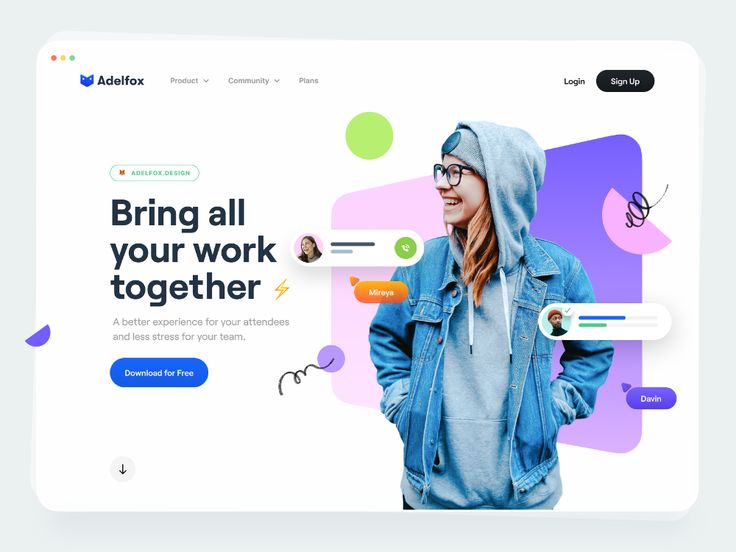 Adelfox
Product
Community
Plans
Login
Sign Up
ADELFOX.DESIGN
Bring all
your work
together
A better experience for your attendees
and less stress for your team.
Download for Free
Mireya
Davin